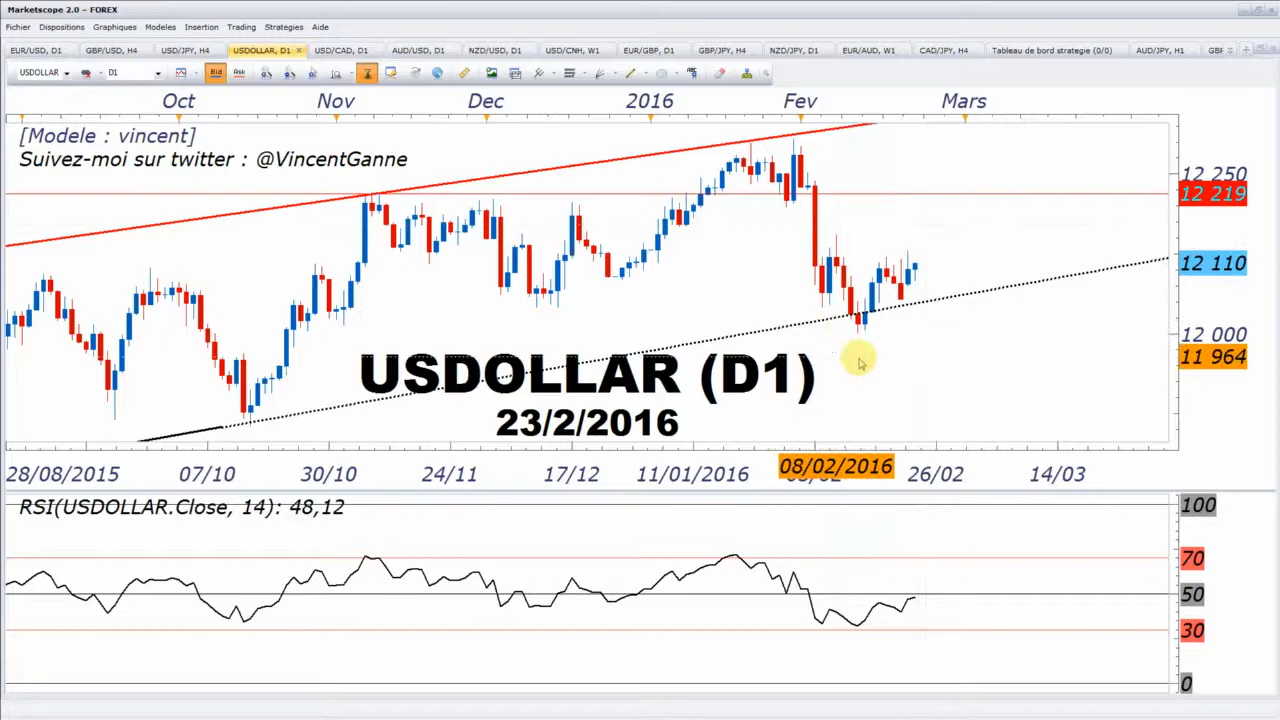 Marketscope 2.0 - FOREX
Fichier Dispositions Graphiques Modeles Insertion Trading Strategies Aide
EUR/USD, D1 GBP/USD, H4 USD/JPY, H4 USDOLLAR, D1 USD/CAD, D1 AUD/USD, D1 NZD/USD, D1 USD/CNH, W1 EUR/GBP, D1 GBP/JPY, H4 NZD/JPY, D1 EUR/AUD, W1 CAD/JPY, H4 Tableau de bord strategie (0/0) AUD/JPY, H1 GBP
USDOLLAR D1 Bid Ask ABC
Oct Nov Dec 2016 Fev Mars
[Modele : vincent]
Suivez-moi sur twitter : @VincentGanne
12 250
12 219
12 110
12 000
11 964
USDOLLAR (D1)
23/2/2016
28/08/2015 07/10 30/10 24/11 17/12 11/01/2016 08/02/2016 26/02 14/03
RSI(USDOLLAR.Close, 14): 48,12
100
70
50
30
0